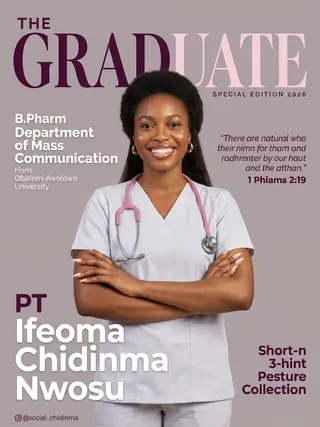 THE
GRADUATE
SPECIAL EDITION 2026
B.Pharm
Department
of Mass
Communication
Hons
Obafemi Awolowo
University
"There are natural who
their nimn for tham and
radhminter by our haut
and the atthan."
1 Phlams 2:19
PT
Ifeoma
Chidinma
Nwosu
Short-n
3-hint
Pesture
Collection
@social_chidinma